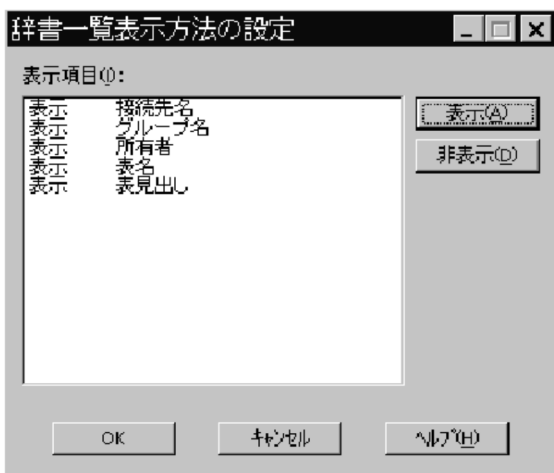 辞書一覧表示方法の設定
表示項目(I):
表示 接続先名
表示 グループ名
表示 所有者
表示 表名
表示 表見出し
表示(A)
非表示(D)
OK キャンセル ヘルプ(H)